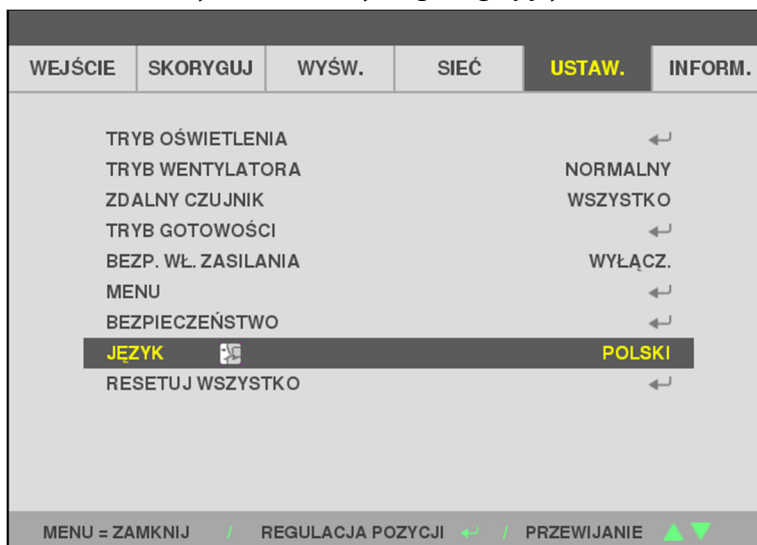 WEJŚCIE SKORYGUJ WYŚW. SIEĆ USTAW. INFORM.
TRYB OŚWIETLENIA
TRYB WENTYLATORA NORMALNY
ZDALNY CZUJNIK WSZYSTKO
TRYB GOTOWOŚCI
BEZP. WŁ. ZASILANIA WYŁĄCZ.
MENU
BEZPIECZEŃSTWO
JĘZYK POLSKI
RESETUJ WSZYSTKO
MENU = ZAMKNIJ / REGULACJA POZYCJI / PRZEWIJANIE